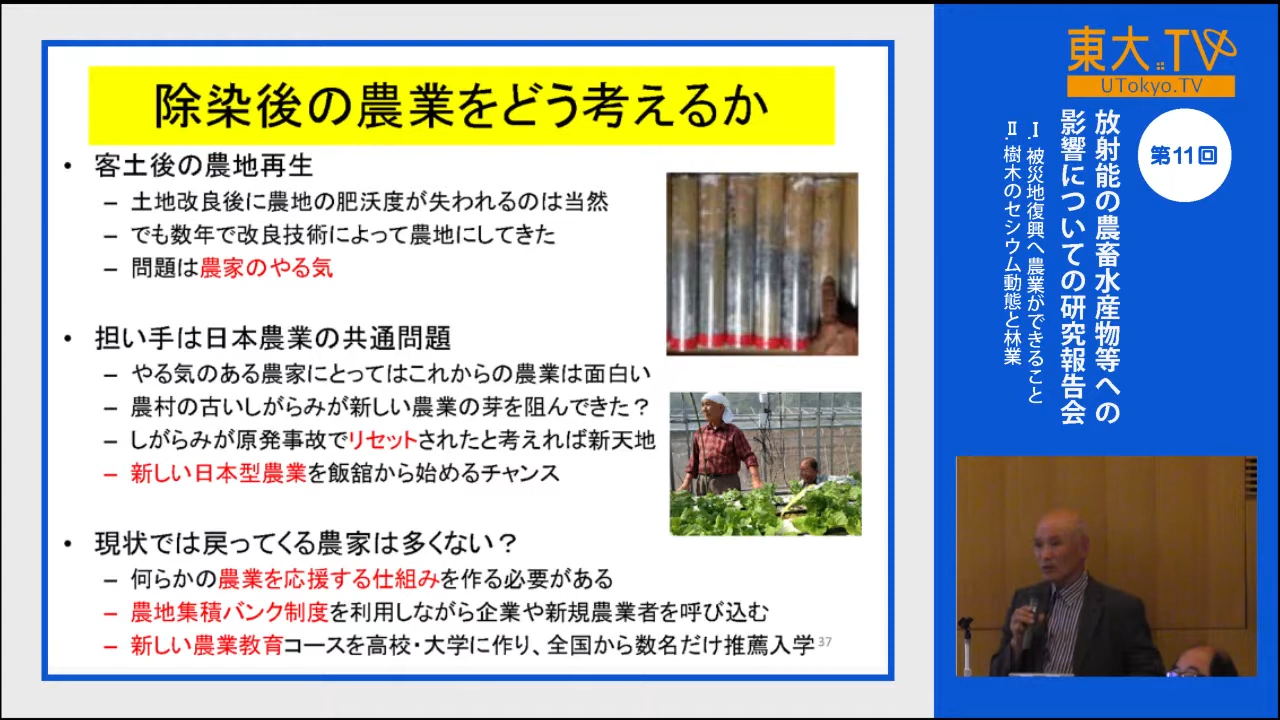 除染後の農業をどう考えるか
• 客土後の農地再生
– 土地改良後に農地の肥沃度が失われるのは当然
– でも数年で改良技術によって農地にしてきた
– 問題は農家のやる気
• 担い手は日本農業の共通問題
– やる気のある農家にとってはこれからの農業は面白い
– 農村の古いしがらみが新しい農業の芽を阻んできた？
– しがらみが原発事故でリセットされたと考えれば新天地
– 新しい日本型農業を飯舘から始めるチャンス
• 現状では戻ってくる農家は多くない？
– 何らかの農業を応援する仕組みを作る必要がある
– 農地集積バンク制度を利用しながら企業や新規農業者を呼び込む
– 新しい農業教育コースを高校・大学に作り、全国から数名だけ推薦入学
37
東大.TV
UTokyo.TV
第11回
放射能の農畜水産物等への
影響についての研究報告会
Ⅰ.被災地復興へ農業ができること
Ⅱ.樹木のセシウム動態と林業